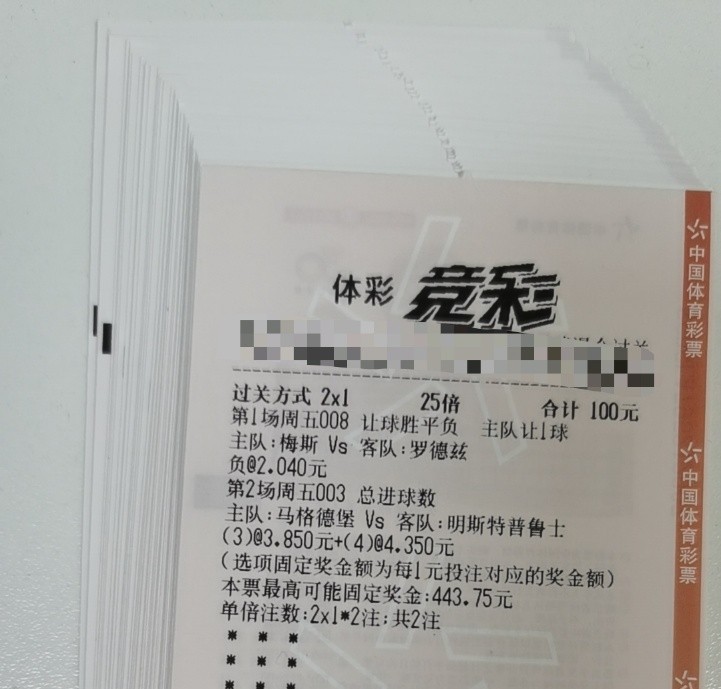 体彩 竞彩
过关方式 2x1 25倍 合计 100元
第1场周五008 让球胜平负 主队让1球
主队:梅斯 Vs 客队:罗德兹
负@2.040元
第2场周五003 总进球数
主队:马格德堡 Vs 客队:明斯特普鲁士
(3)@3.850元+(4)@4.350元
(选项固定奖金额为每1元投注对应的奖金额)
本票最高可能固定奖金:443.75元
单倍注数:2x1*2注;共2注
* * *
* * *
* * *
中国体育彩票
中国体育彩票